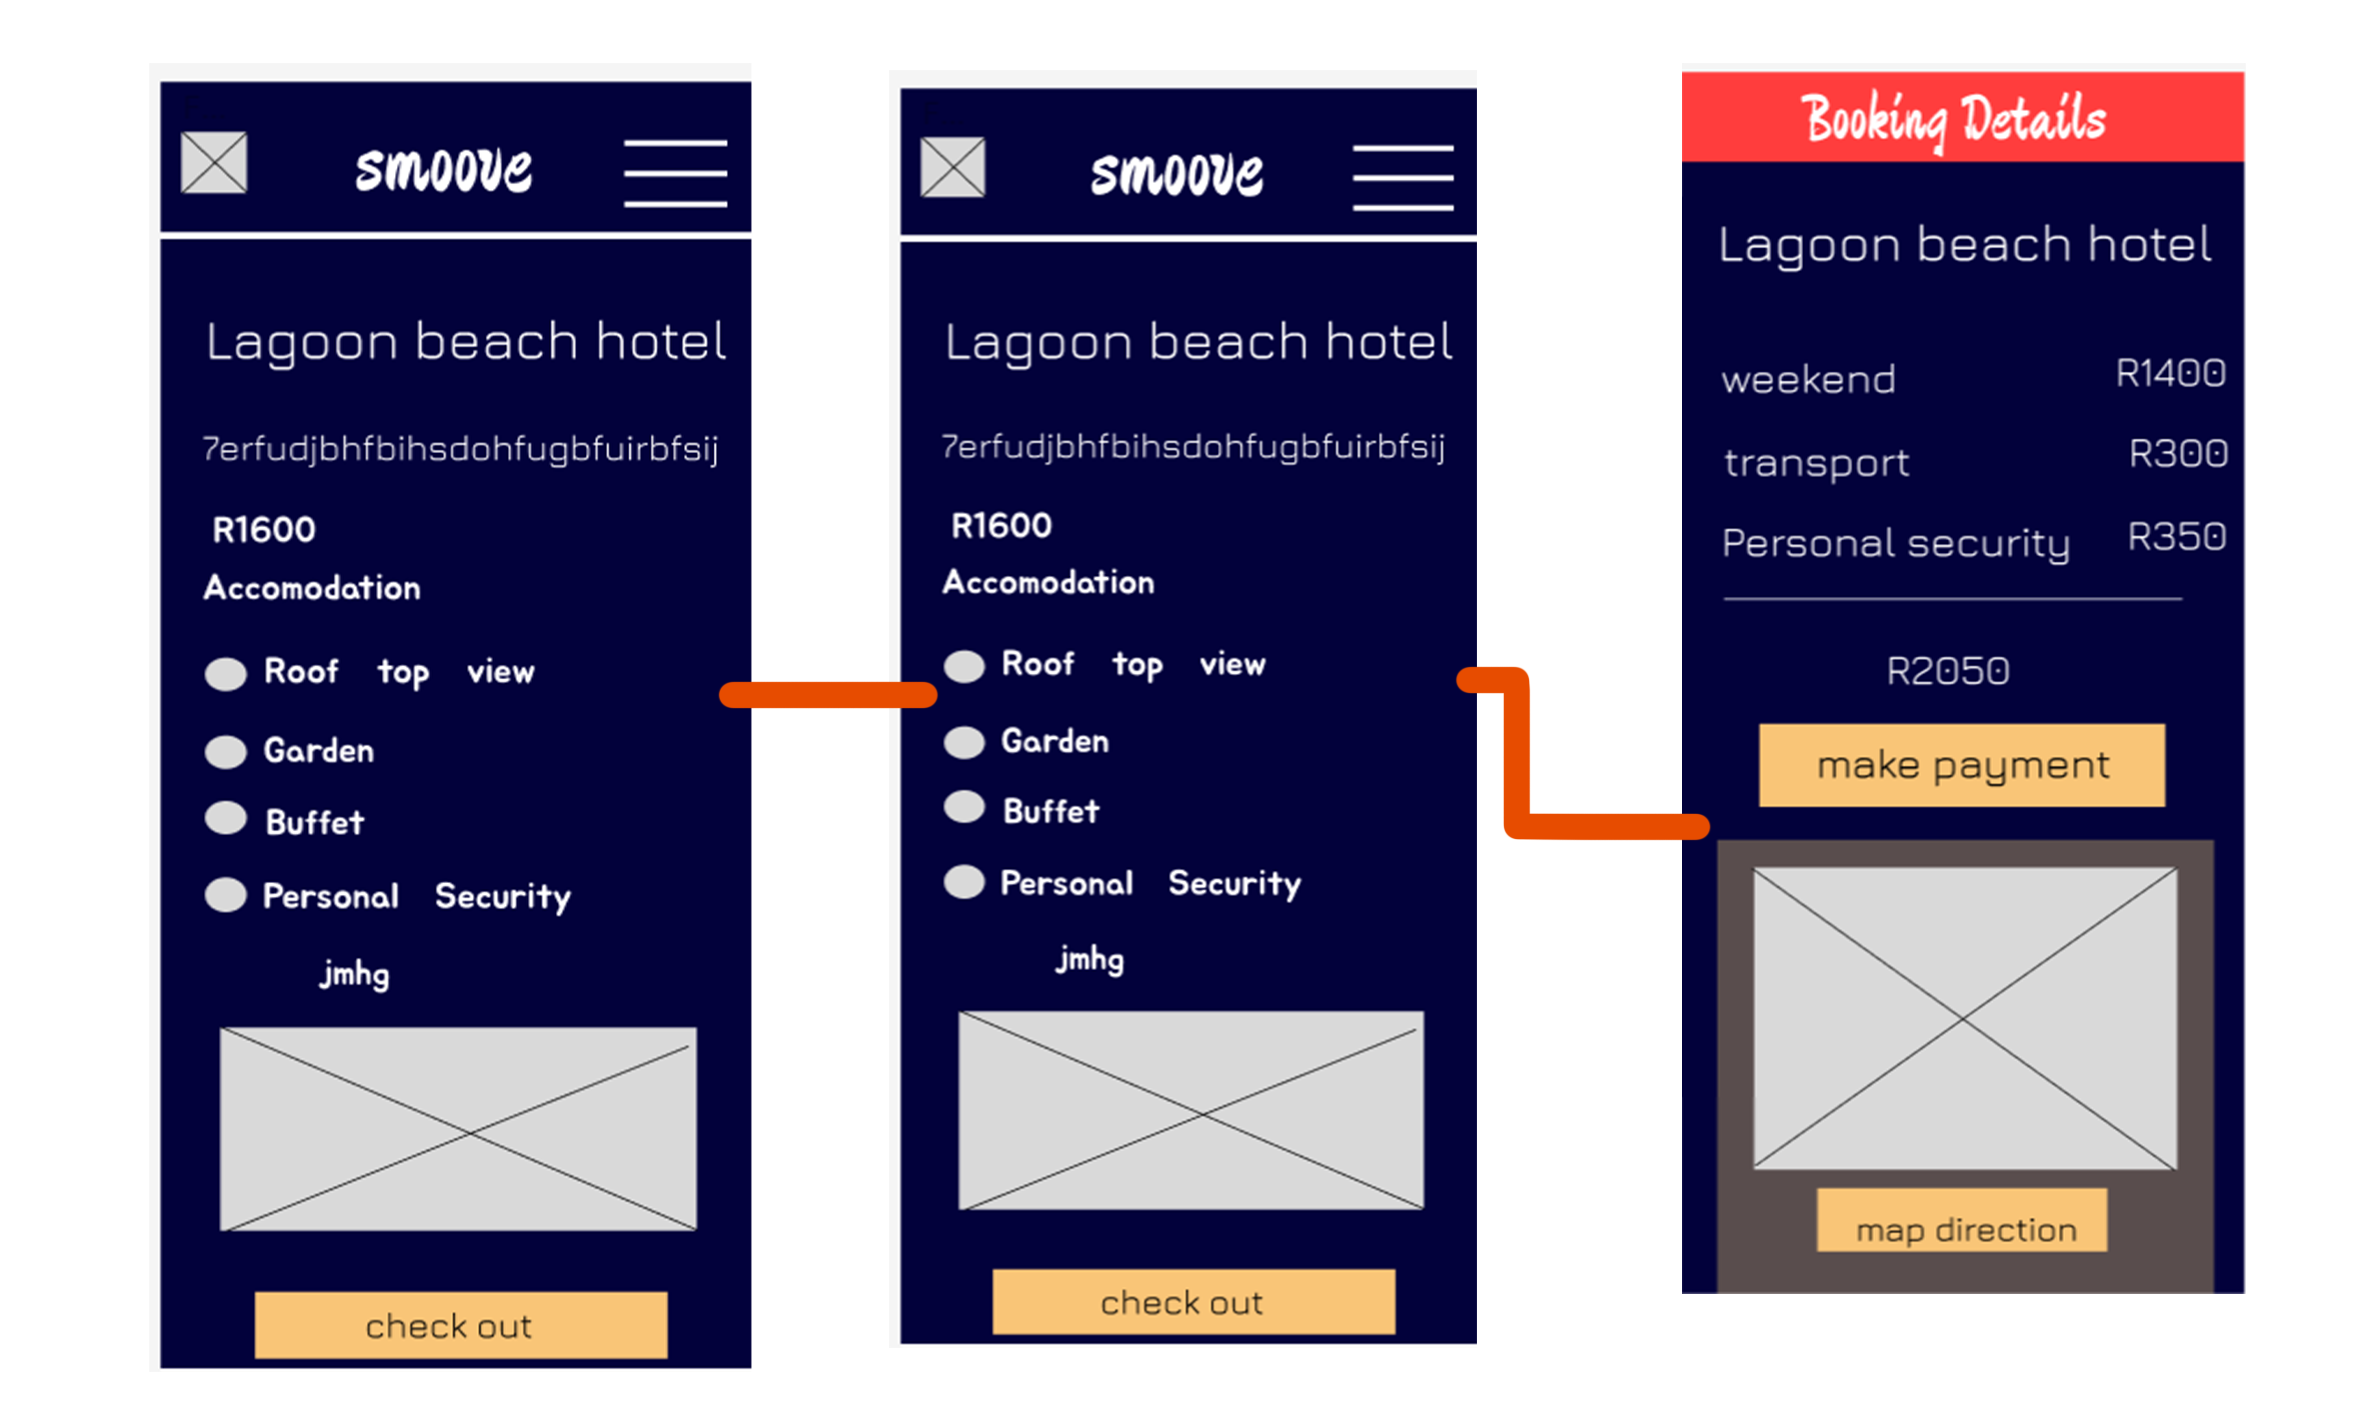 smoove
Lagoon beach hotel
7erfudjbhfbihsdohfugbfuirbfsij
R1600
Accomodation
Roof top view
Garden
Buffet
Personal Security
jmhg
check out
smoove
Lagoon beach hotel
7erfudjbhfbihsdohfugbfuirbfsij
R1600
Accomodation
Roof top view
Garden
Buffet
Personal Security
jmhg
check out
Booking Details
Lagoon beach hotel
weekend R1400
transport R300
Personal security R350
R2050
make payment
map direction